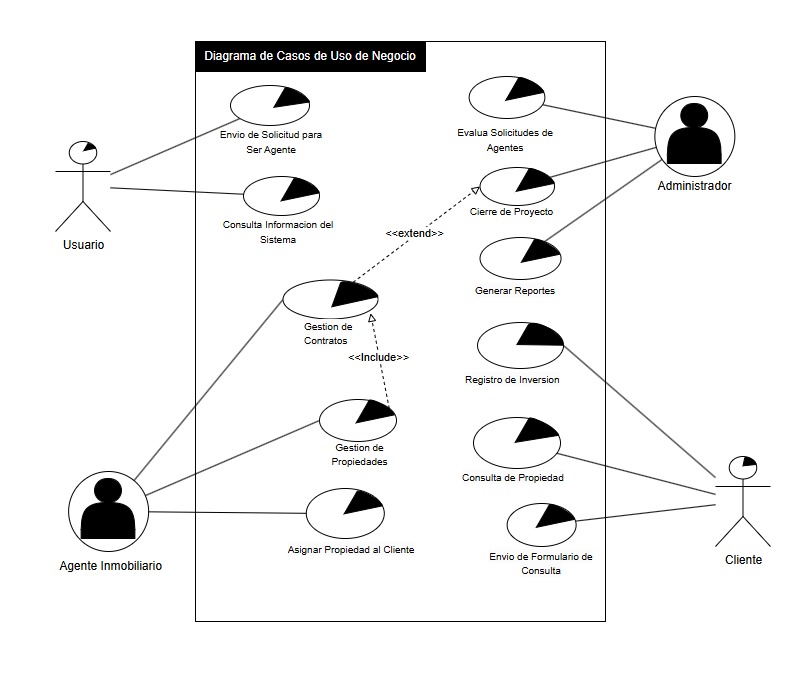 Diagrama de Casos de Uso de Negocio
Envio de Solicitud para
Ser Agente
Evalua Solicitudes de
Agentes
Administrador
Usuario
Consulta Informacion del
Sistema
Cierre de Proyecto
<<extend>>
Generar Reportes
Gestion de
Contratos
<<Include>>
Registro de Inversion
Gestion de
Propiedades
Consulta de Propiedad
Agente Inmobiliario
Asignar Propiedad al Cliente
Envio de Formulario de
Consulta
Cliente